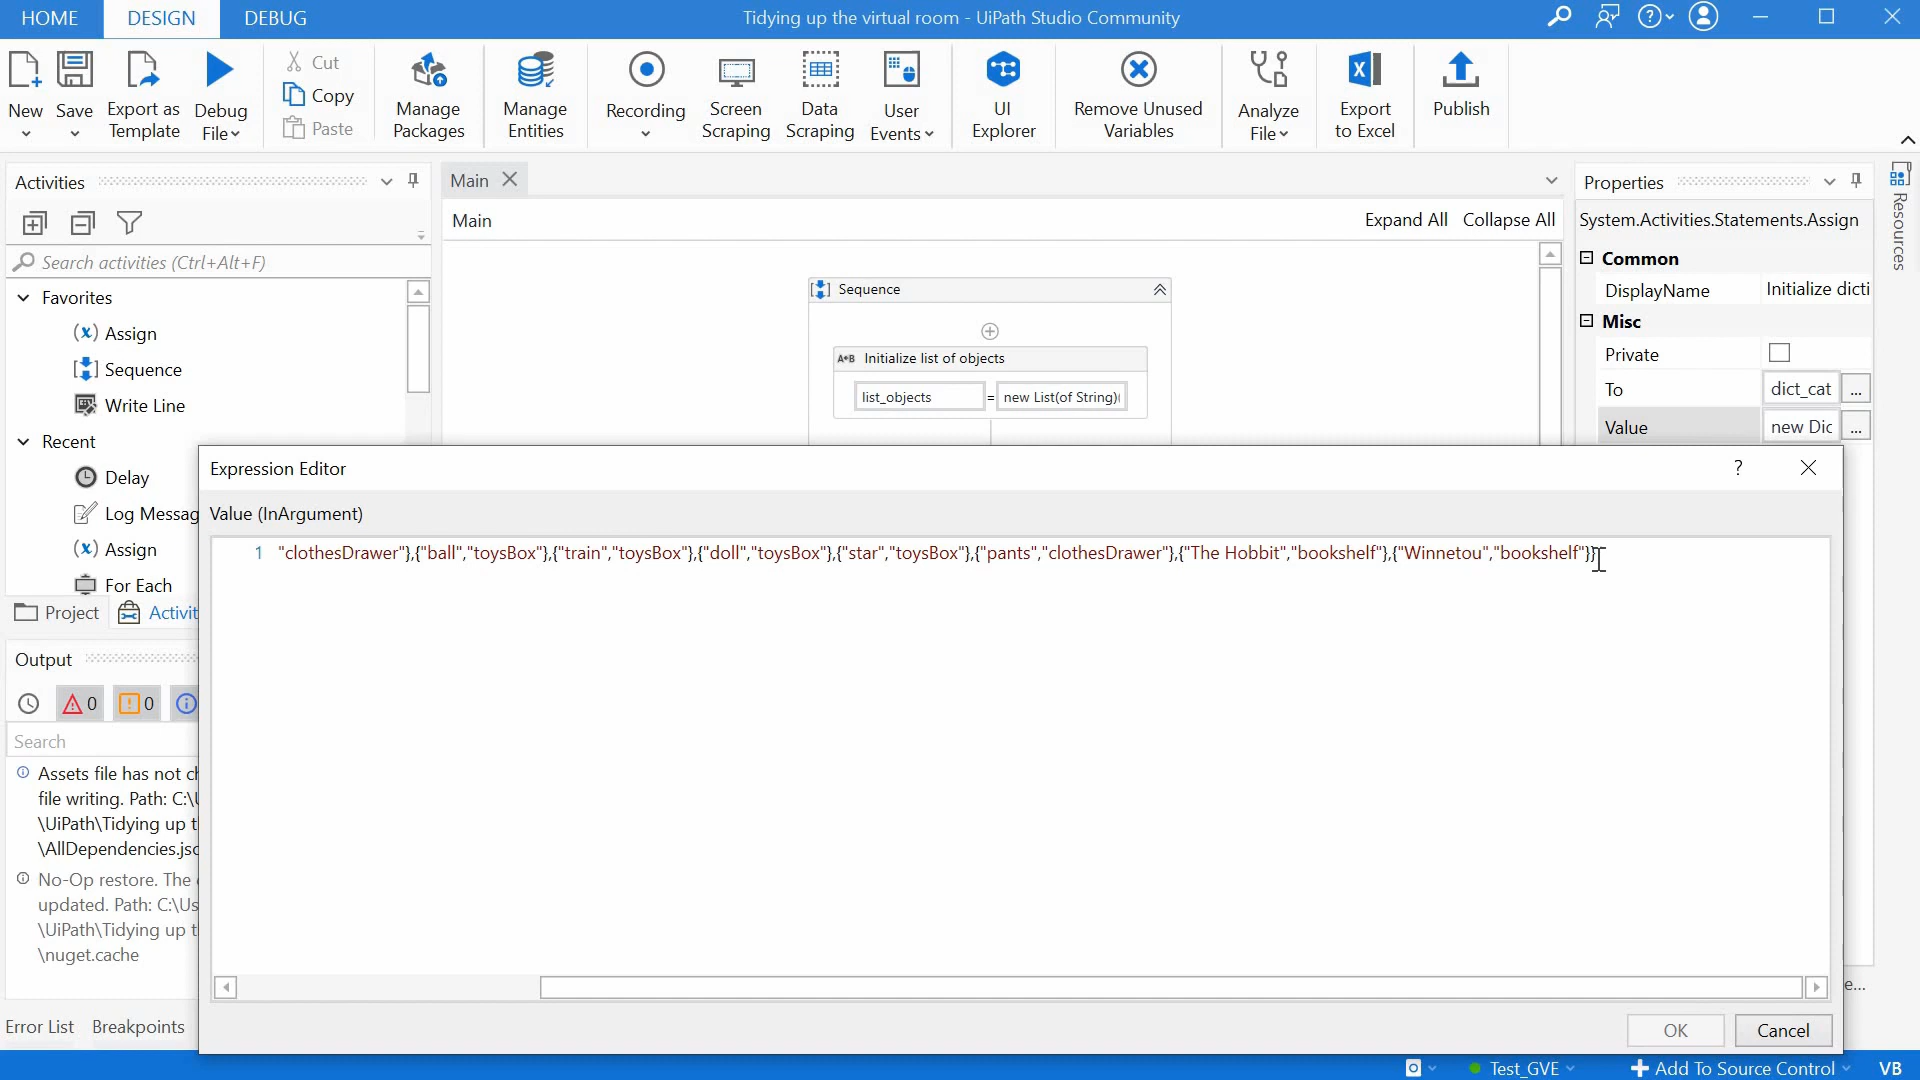 HOME DESIGN DEBUG
Tidying up the virtual room - UiPath Studio Community
New
Save
Export as
Template
Debug
File
Cut
Copy
Paste
Manage
Packages
Manage
Entities
Recording
Screen
Scraping
Data
Scraping
User
Events
UI
Explorer
Remove Unused
Variables
Analyze
File
Export
to Excel
Publish
Activities
Search activities (Ctrl+Alt+F)
Favorites
Assign
Sequence
Write Line
Recent
Delay
Log Messag
Assign
For Each
Project Activit
Output
0 0
Search
Assets file has not ch
file writing. Path: C:\U
\UiPath\Tidying up t
\AllDependencies.jsc
No-Op restore. The
updated. Path: C:\Us
\UiPath\Tidying up t
\nuget.cache
Error List Breakpoints
Main
Main
Expand All Collapse All
Sequence
A+B Initialize list of objects
list_objects = new List(of String)(
Properties
System.Activities.Statements.Assign
Common
DisplayName Initialize dicti
Misc
Private
To dict_cat ...
Value new Dic ...
Resources
Expression Editor
?
Value (InArgument)
1 "clothesDrawer"},{"ball","toysBox"},{"train","toysBox"},{"doll","toysBox"},{"star","toysBox"},{"pants","clothesDrawer"},{"The Hobbit","bookshelf"},{"Winnetou","bookshelf"}}
e...
OK Cancel
Test_GVE Add To Source Control VB